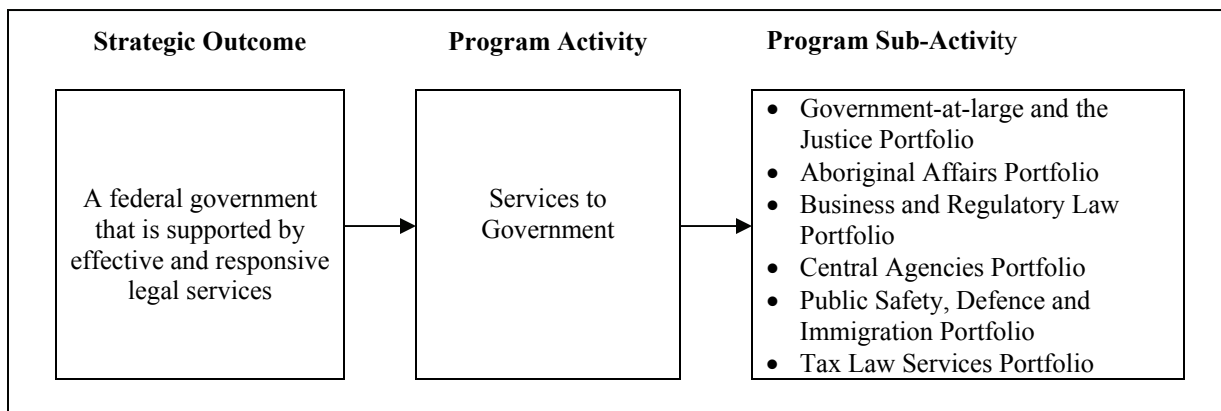 Strategic Outcome
Program Activity
Program Sub-Activity
A federal government
that is supported by
effective and responsive
legal services
Services to
Government
• Government-at-large and the
Justice Portfolio
• Aboriginal Affairs Portfolio
• Business and Regulatory Law
Portfolio
• Central Agencies Portfolio
• Public Safety, Defence and
Immigration Portfolio
• Tax Law Services Portfolio